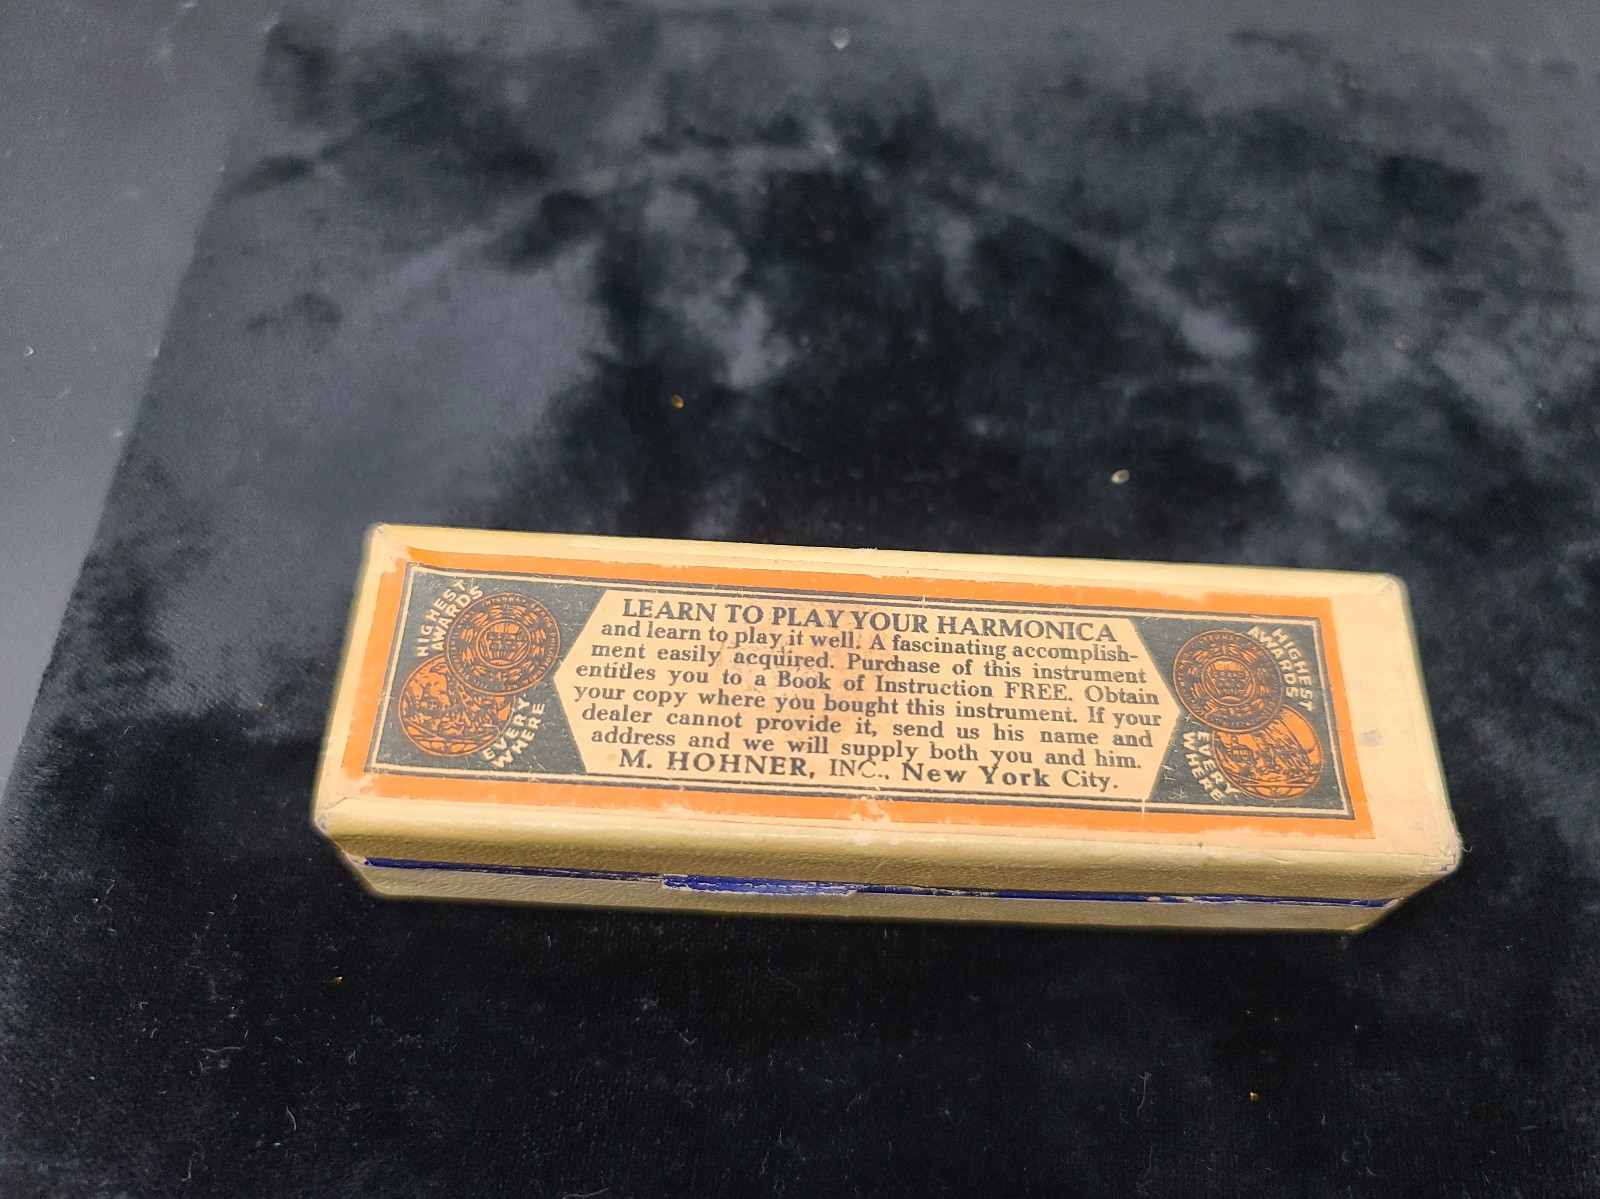 HIGHEST
AWARDS
EVERY
WHERE
LEARN TO PLAY YOUR HARMONICA
and learn to play it well. A fascinating accomplish-
ment easily acquired. Purchase of this instrument
entitles you to a Book of Instruction FREE. Obtain
your copy where you bought this instrument. If your
dealer cannot provide it, send us his name and
address and we will supply both you and him.
M. HOHNER, INC., New York City.
HIGHEST
AWARDS
EVERY-
WHERE